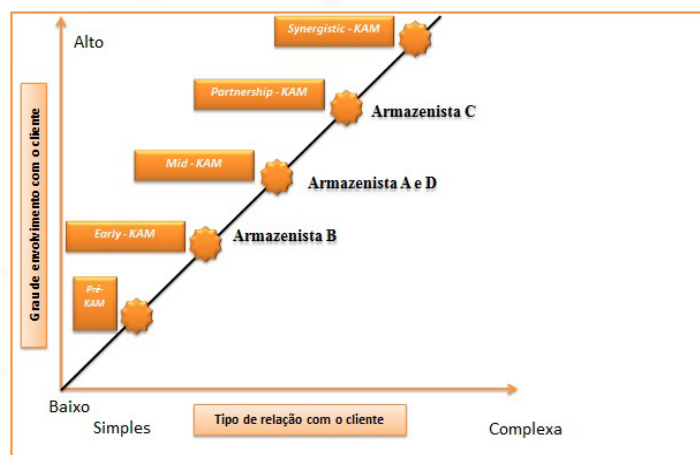 Synergistic - KAM
Alto
Partnership - KAM
Armazenista C
Mid - KAM
Armazenista A e D
Grau de envolvimento com o cliente
Early - KAM
Armazenista B
Pré-
KAM
Baixo
Simples
Tipo de relação com o cliente
Complexa